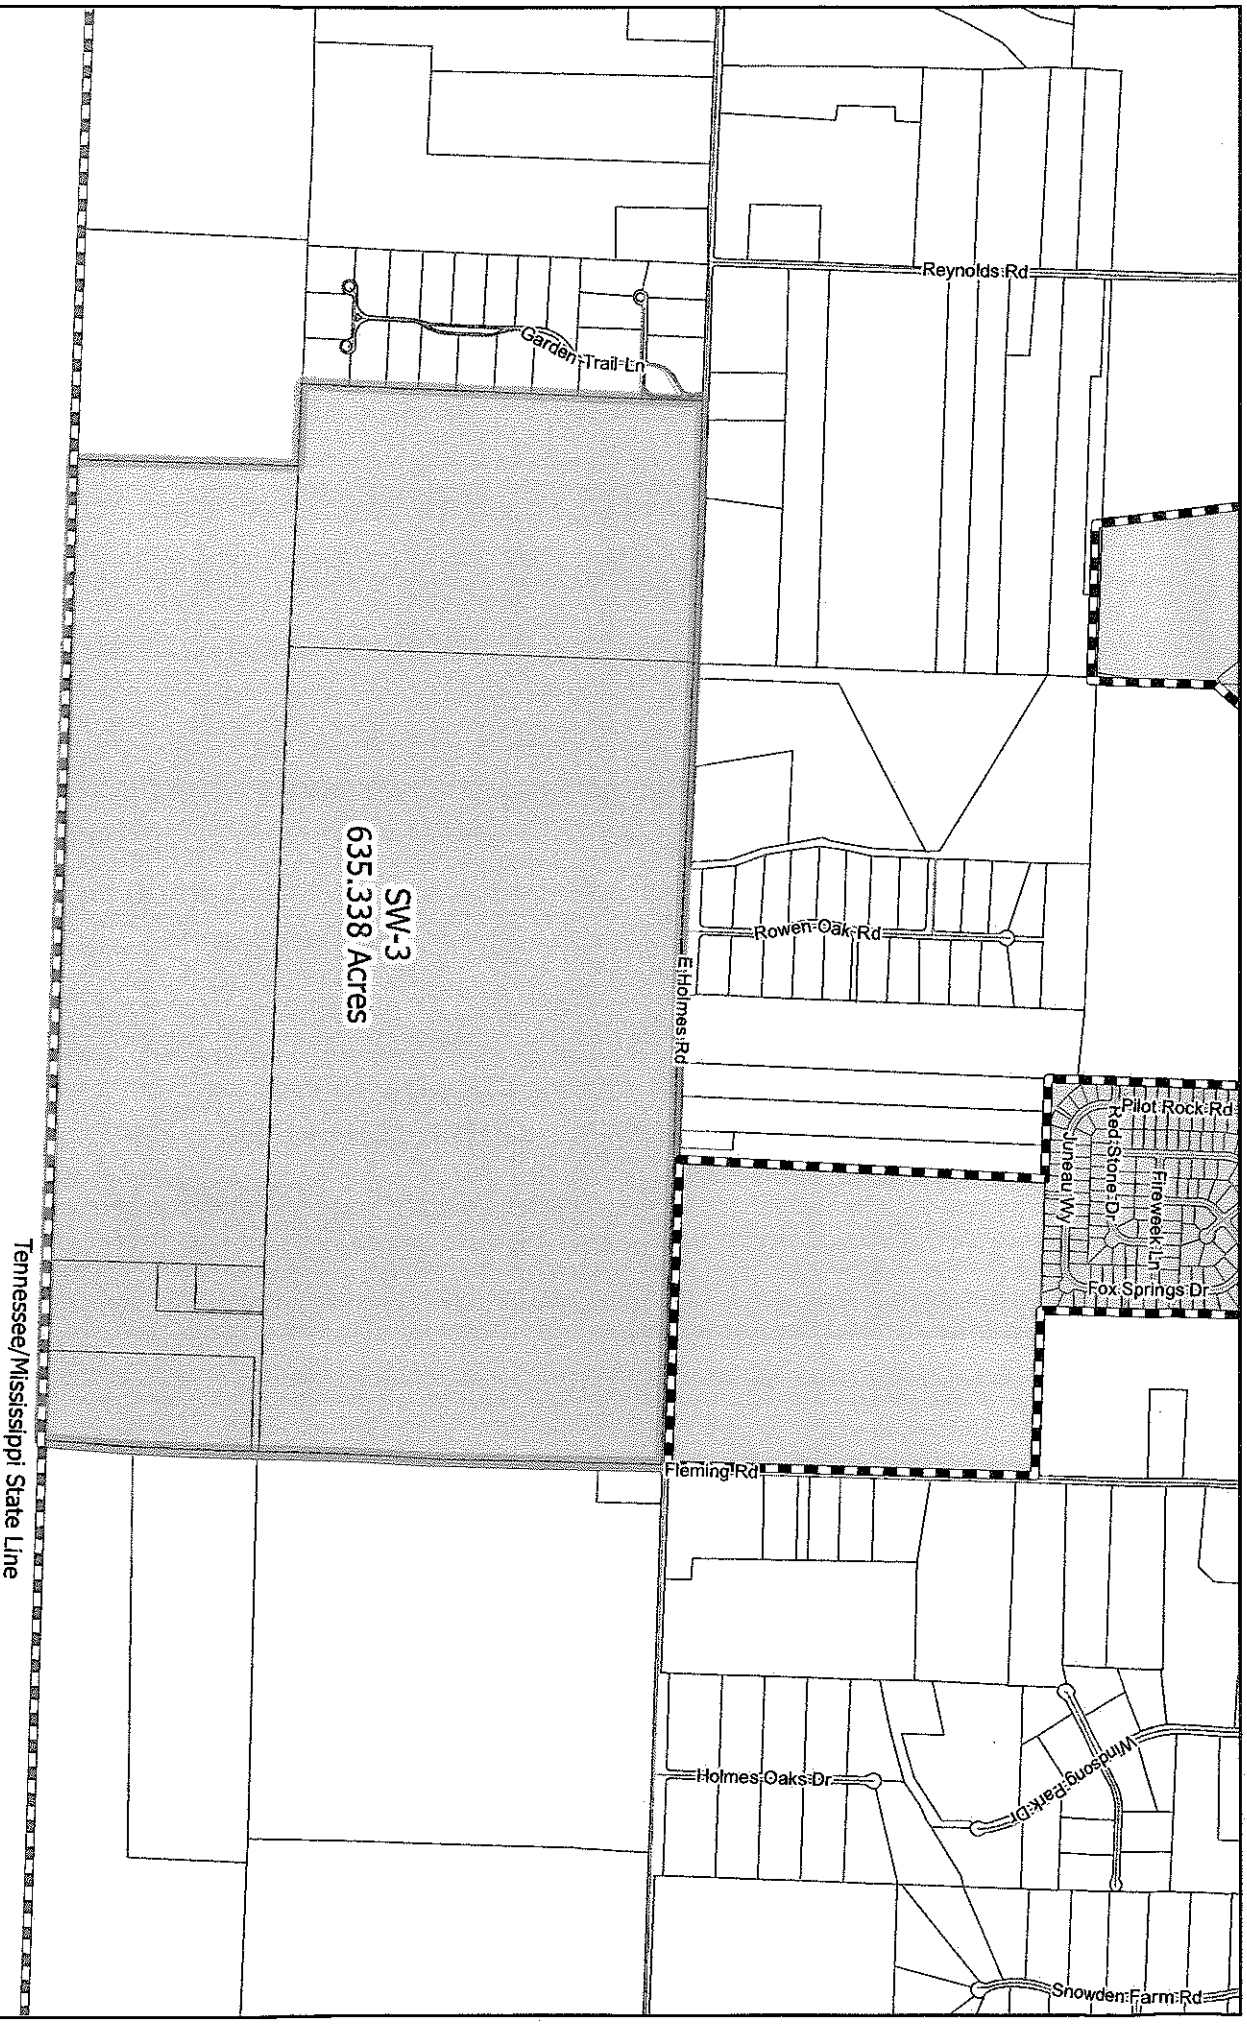 Reynolds Rd
Garden Trail Ln
SW-3
635.338 Acres
Rowen Oak Rd
E Holmes Rd
Pilot Rock Rd
Red Stone Dr
Juneau Wy
Fireweek Ln
Fox Springs Dr
Fleming Rd
Holmes Oaks Dr
Windsong Park Dr
Snowden Farm Rd
Tennessee/Mississippi State Line